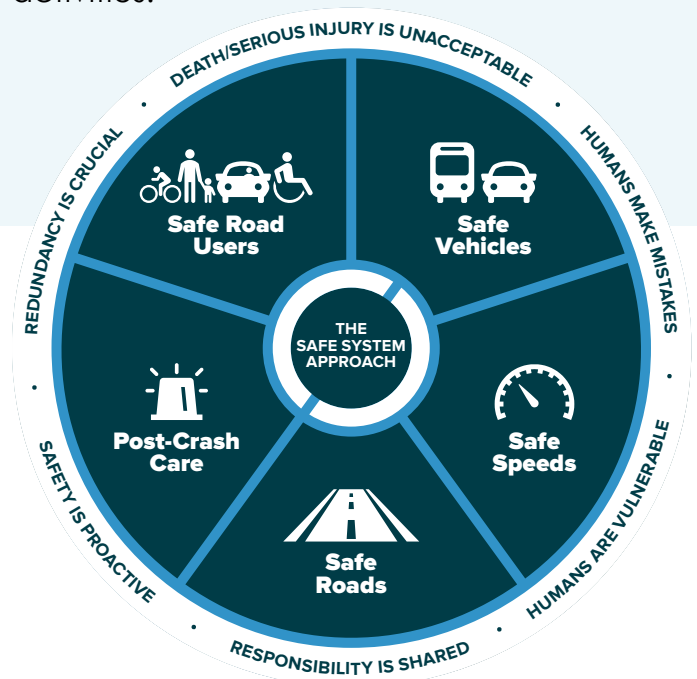 activities.
DEATH/SERIOUS INJURY IS UNACCEPTABLE
HUMANS MAKE MISTAKES
HUMANS ARE VULNERABLE
RESPONSIBILITY IS SHARED
SAFETY IS PROACTIVE
REDUNDANCY IS CRUCIAL
Safe Road
Users
Safe
Vehicles
THE
SAFE SYSTEM
APPROACH
Post-Crash
Care
Safe
Speeds
Safe
Roads